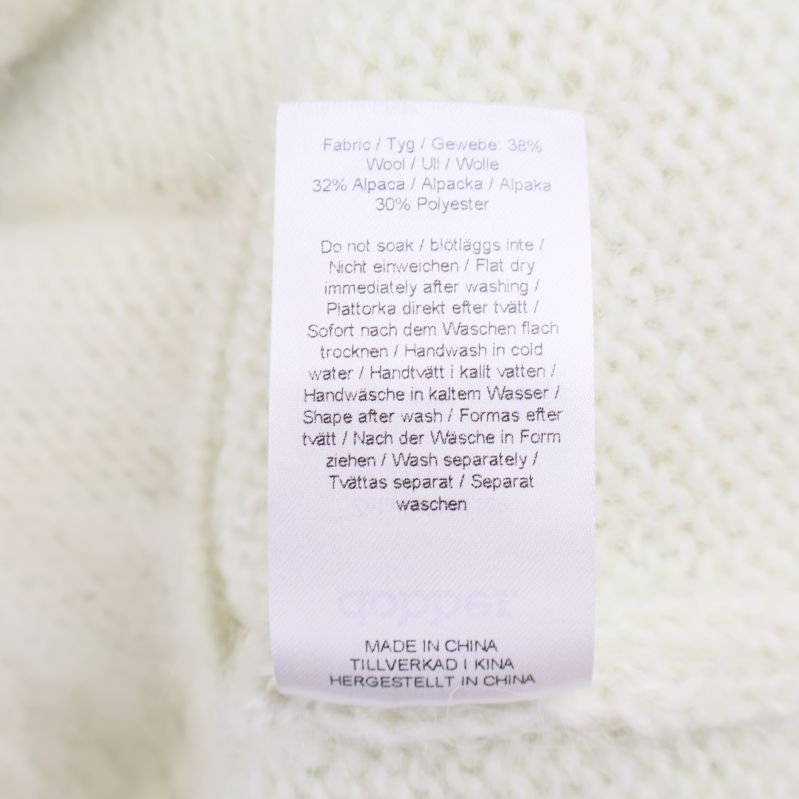 Fabric / Tyg / Gewebe: 38%
Wool / Ull / Wolle
32% Alpaca / Alpacka / Alpaka
30% Polyester
Do not soak / blötläggs inte /
Nicht einweichen / Flat dry
immediately after washing /
Plattorka direkt efter tvätt /
Sofort nach dem Waschen flach
trocknen / Handwash in cold
water / Handtvätt i kallt vatten /
Handwäsche in kaltem Wasser /
Shape after wash / Formas efter
tvätt / Nach der Wäsche in Form
ziehen / Wash separately /
Tvättas separat / Separat
waschen
MADE IN CHINA
TILLVERKAD I KINA
HERGESTELLT IN CHINA